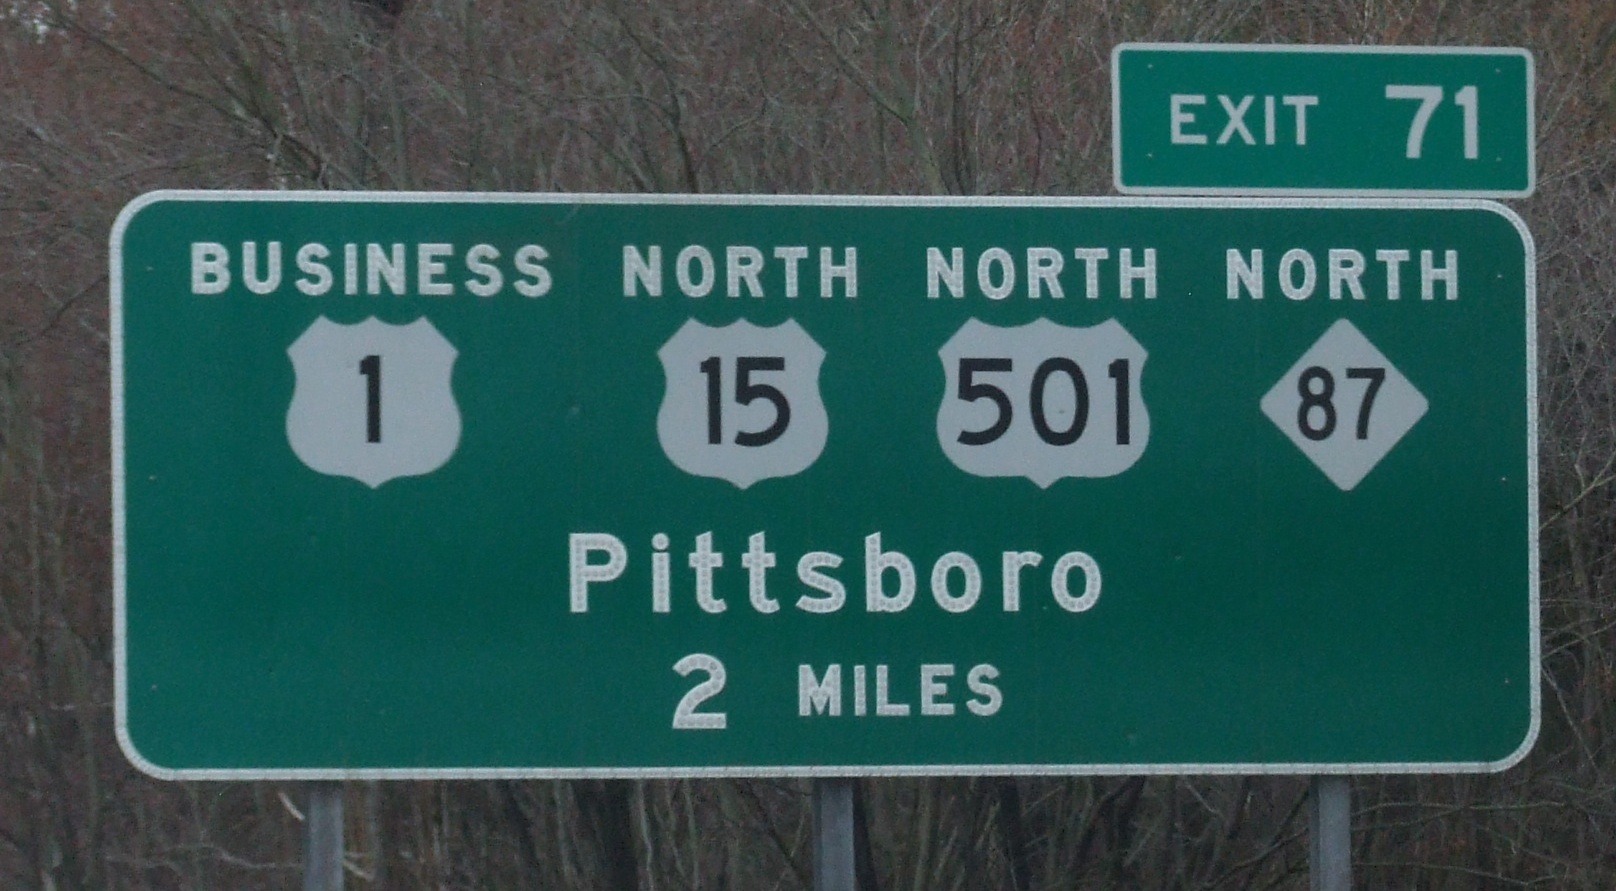 EXIT 71
BUSINESS NORTH NORTH NORTH
1 15 501 87
Pittsboro
2 MILES